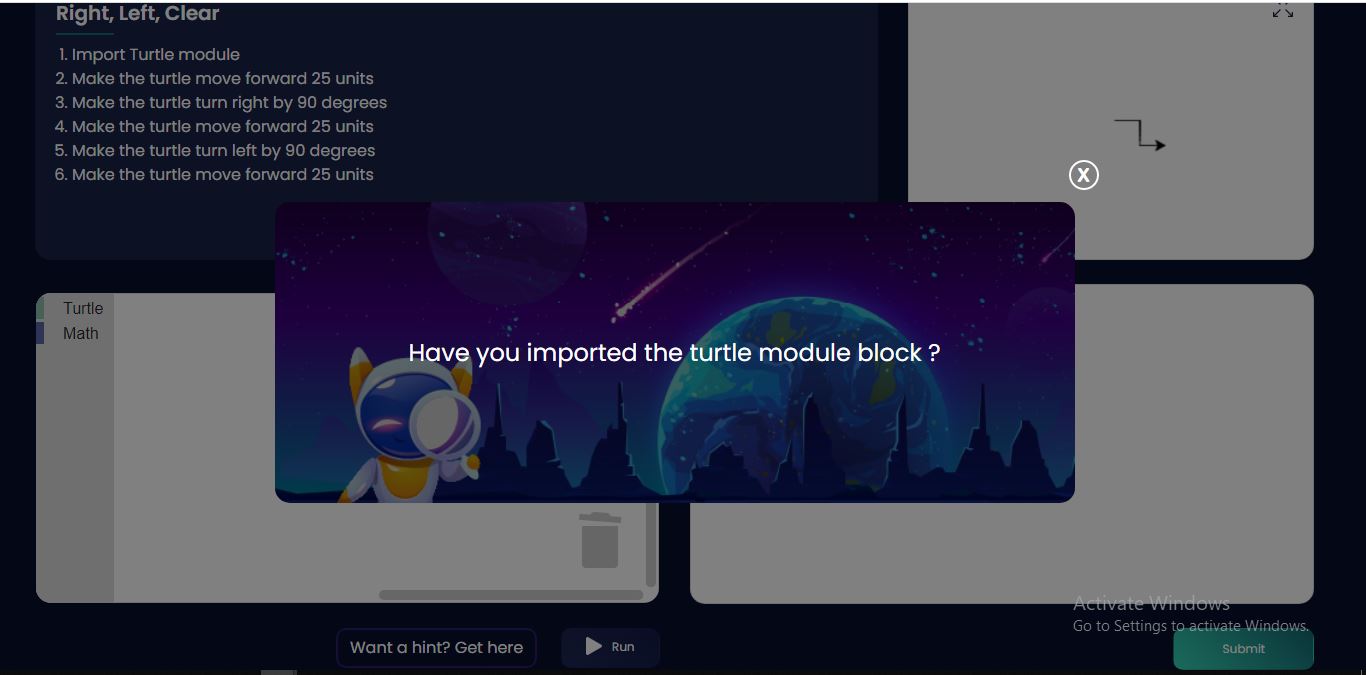 Right, Left, Clear
1. Import Turtle module
2. Make the turtle move forward 25 units
3. Make the turtle turn right by 90 degrees
4. Make the turtle move forward 25 units
5. Make the turtle turn left by 90 degrees
6. Make the turtle move forward 25 units
X
Turtle
Math
Have you imported the turtle module block ?
Activate Windows
Go to Settings to activate Windows.
Want a hint? Get here
Run
Submit